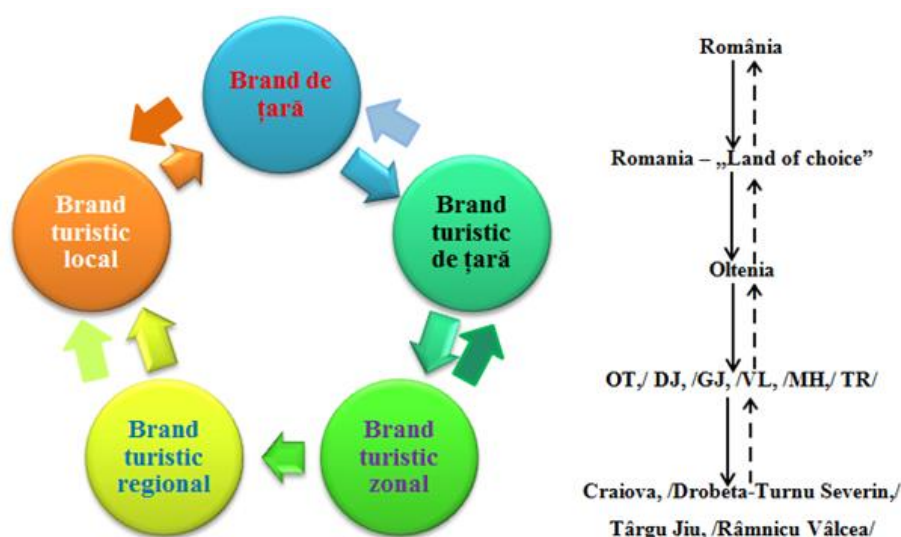 Brand de
țară
Brand
turistic
de țară
Brand
turistic
zonal
Brand
turistic
regional
Brand
turistic
local
România
Romania – „Land of choice”
Oltenia
OT,/ DJ, /GJ, /VL, /MH,/ TR/
Craiova, /Drobeta-Turnu Severin,/
Târgu Jiu, /Râmnicu Vâlcea/